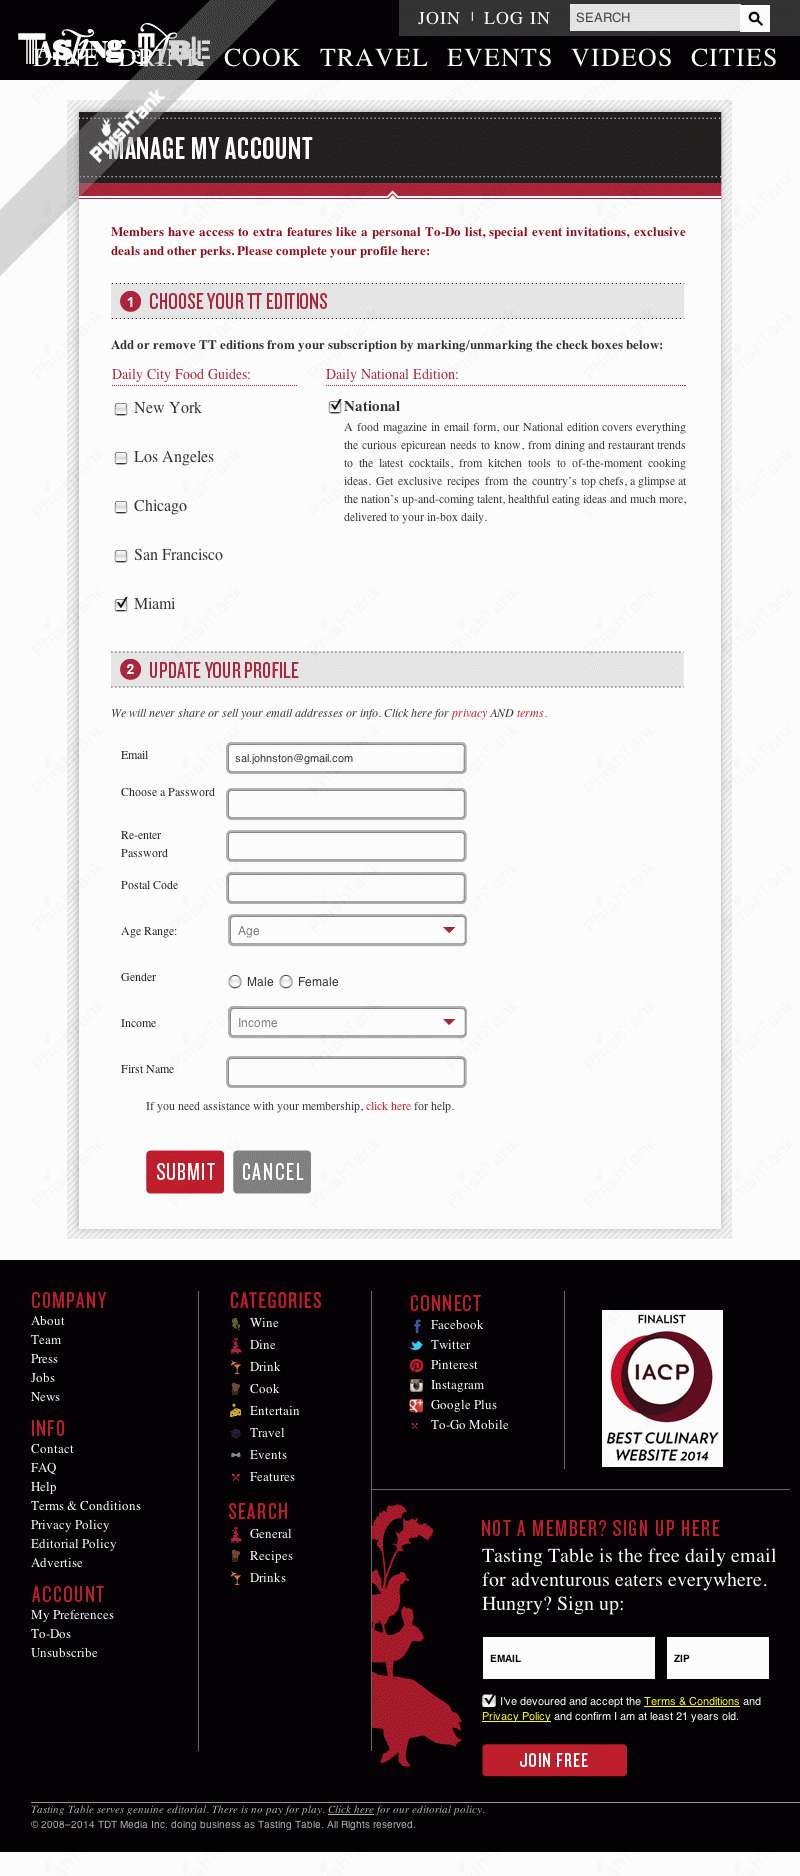 JOIN | LOG IN
SEARCH
TASTING TABLE
DINE DRINK COOK TRAVEL EVENTS VIDEOS CITIES
PhishTank
MANAGE MY ACCOUNT
Members have access to extra features like a personal To-Do list, special event invitations, exclusive
deals and other perks. Please complete your profile here:
1 CHOOSE YOUR TT EDITIONS
Add or remove TT editions from your subscription by marking/unmarking the check boxes below:
Daily City Food Guides:
New York
Los Angeles
Chicago
San Francisco
Miami
Daily National Edition:
National
A food magazine in email form, our National edition covers everything
the curious epicurean needs to know, from dining and restaurant trends
to the latest cocktails, from kitchen tools to of-the-moment cooking
ideas. Get exclusive recipes from the country's top chefs, a glimpse at
the nation's up-and-coming talent, healthful eating ideas and much more,
delivered to your in-box daily.
2 UPDATE YOUR PROFILE
We will never share or sell your email addresses or info. Click here for privacy AND terms.
Email
sal.johnston@gmail.com
Choose a Password
Re-enter
Password
Postal Code
Age Range:
Age
Gender
Male Female
Income
Income
First Name
If you need assistance with your membership, click here for help.
SUBMIT CANCEL
COMPANY
About
Team
Press
Jobs
News
INFO
Contact
FAQ
Help
Terms & Conditions
Privacy Policy
Editorial Policy
Advertise
ACCOUNT
My Preferences
To-Dos
Unsubscribe
CATEGORIES
Wine
Dine
Drink
Cook
Entertain
Travel
Events
Features
SEARCH
General
Recipes
Drinks
CONNECT
Facebook
Twitter
Pinterest
Instagram
Google Plus
To-Go Mobile
FINALIST
IACP
BEST CULINARY
WEBSITE 2014
NOT A MEMBER? SIGN UP HERE
Tasting Table is the free daily email
for adventurous eaters everywhere.
Hungry? Sign up:
EMAIL
ZIP
I've devoured and accept the Terms & Conditions and
Privacy Policy and confirm I am at least 21 years old.
JOIN FREE
Tasting Table serves genuine editorial. There is no pay for play. Click here for our editorial policy.
© 2008–2014 TDT Media Inc. doing business as Tasting Table. All Rights reserved.